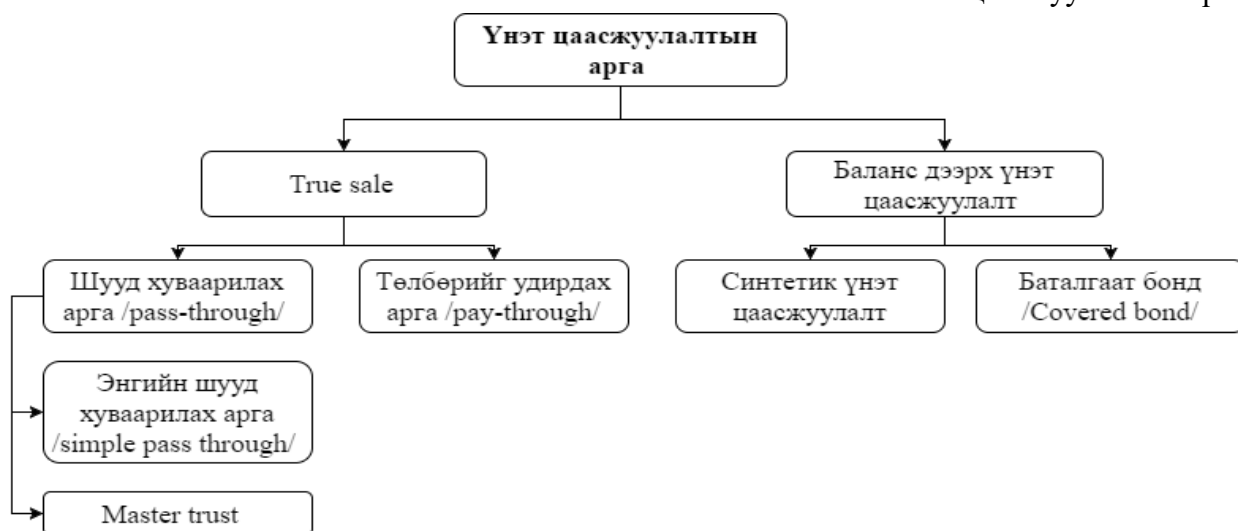 Үнэт цаасжуулалтын
арга
True sale
Баланс дээрх үнэт
цаасжуулалт
Шууд хуваарилах
арга /pass-through/
Төлбөрийг удирдах
арга /pay-through/
Синтетик үнэт
цаасжуулалт
Баталгаат бонд
/Covered bond/
Энгийн шууд
хуваарилах арга
/simple pass through/
Master trust